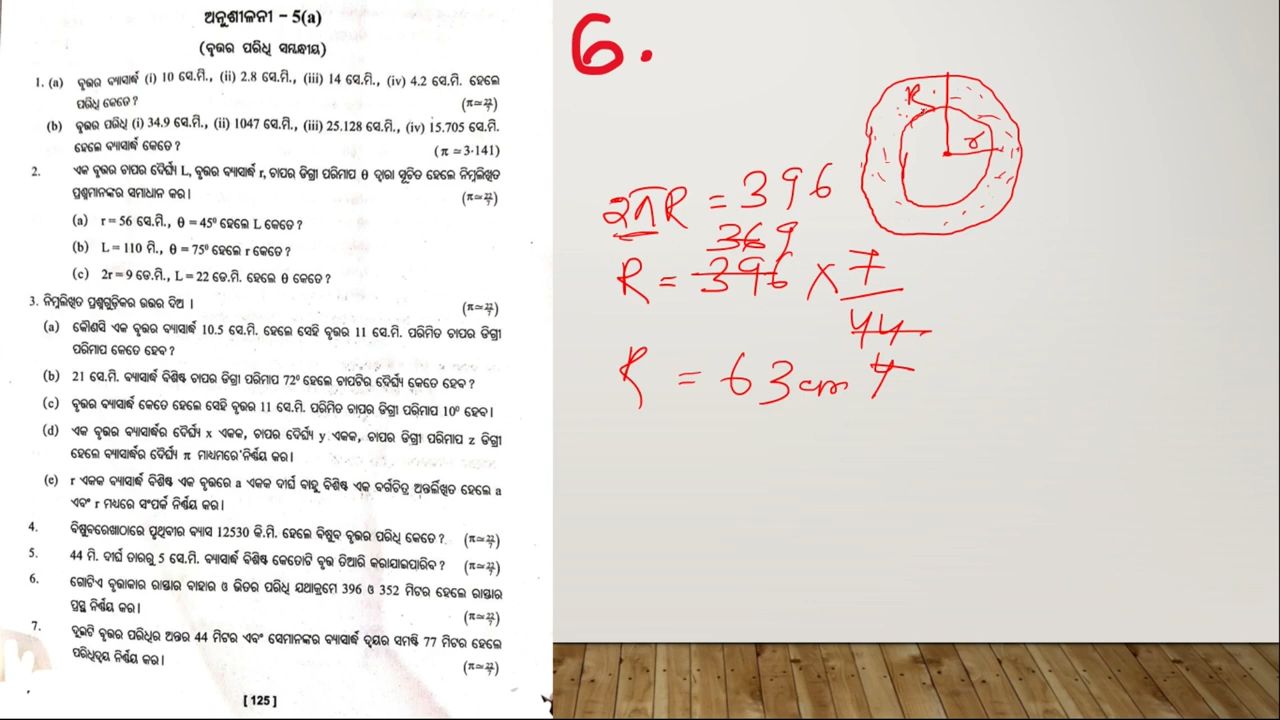 ଅନୁଶୀଳନୀ - 5(a)
(ବୃତ୍ତର ପରିଧି ସମ୍ବନ୍ଧୀୟ)
1. (a) ବୃତ୍ତର ବ୍ୟାସାର୍ଦ୍ଧ (i) 10 ସେ.ମି., (ii) 2.8 ସେ.ମି., (iii) 14 ସେ.ମି., (iv) 4.2 ସେ.ମି. ହେଲେ
ପରିଧି କେତେ ? (π≃22/7)
(b) ବୃତ୍ତର ପରିଧି (i) 34.9 ସେ.ମି., (ii) 1047 ସେ.ମି., (iii) 25.128 ସେ.ମି., (iv) 15.705 ସେ.ମି.
ହେଲେ ବ୍ୟାସାର୍ଦ୍ଧ କେତେ ? (π ≃3·141)
2. ଏକ ବୃତ୍ତର ଚାପର ଦୈର୍ଘ୍ୟ L, ବୃତ୍ତର ବ୍ୟାସାର୍ଦ୍ଧ r, ଚାପର ଡିଗ୍ରୀ ପରିମାପ θ ଦ୍ୱାରା ସୂଚିତ ହେଲେ ନିମ୍ନଲିଖିତ
ପ୍ରଶ୍ନମାନଙ୍କର ସମାଧାନ କର । (π≃22/7)
(a) r = 56 ସେ.ମି., θ = 45⁰ ହେଲେ L କେତେ ?
(b) L = 110 ମି., θ = 75⁰ ହେଲେ r କେତେ ?
(c) 2r = 9 ଡେ.ମି., L = 22 ଡେ.ମି. ହେଲେ θ କେତେ ?
3. ନିମ୍ନଲିଖିତ ପ୍ରଶ୍ନଗୁଡ଼ିକର ଉତ୍ତର ଦିଅ । (π≃22/7)
(a) କୌଣସି ଏକ ବୃତ୍ତର ବ୍ୟାସାର୍ଦ୍ଧ 10.5 ସେ.ମି. ହେଲେ ସେହି ବୃତ୍ତର 11 ସେ.ମି. ପରିମିତ ଚାପର ଡିଗ୍ରୀ
ପରିମାପ କେତେ ହେବ ?
(b) 21 ସେ.ମି. ବ୍ୟାସାର୍ଦ୍ଧ ବିଶିଷ୍ଟ ଚାପର ଡିଗ୍ରୀ ପରିମାପ 72⁰ ହେଲେ ଚାପଟିର ଦୈର୍ଘ୍ୟ କେତେ ହେବ ?
(c) ବୃତ୍ତର ବ୍ୟାସାର୍ଦ୍ଧ କେତେ ହେଲେ ସେହି ବୃତ୍ତର 11 ସେ.ମି. ପରିମିତ ଚାପର ଡିଗ୍ରୀ ପରିମାପ 10⁰ ହେବ ।
(d) ଏକ ବୃତ୍ତର ବ୍ୟାସାର୍ଦ୍ଧର ଦୈର୍ଘ୍ୟ x ଏକକ, ଚାପର ଦୈର୍ଘ୍ୟ y ଏକକ, ଚାପର ଡିଗ୍ରୀ ପରିମାପ z ଡିଗ୍ରୀ
ହେଲେ ବ୍ୟାସାର୍ଦ୍ଧର ଦୈର୍ଘ୍ୟ π ମାଧ୍ୟମରେ ନିର୍ଣ୍ଣୟ କର ।
(e) r ଏକକ ବ୍ୟାସାର୍ଦ୍ଧ ବିଶିଷ୍ଟ ଏକ ବୃତ୍ତରେ a ଏକକ ଦୀର୍ଘ ବାହୁ ବିଶିଷ୍ଟ ଏକ ବର୍ଗଚିତ୍ର ଅନ୍ତର୍ଲିଖିତ ହେଲେ a
ଏବଂ r ମଧ୍ୟରେ ସଂପର୍କ ନିର୍ଣ୍ଣୟ କର ।
4. ବିଷୁବରେଖାଠାରେ ପୃଥିବୀର ବ୍ୟାସ 12530 କି.ମି. ହେଲେ ବିଷୁବ ବୃତ୍ତର ପରିଧି କେତେ ? (π≃22/7)
5. 44 ମି. ଦୀର୍ଘ ତାରରୁ 5 ସେ.ମି. ବ୍ୟାସାର୍ଦ୍ଧ ବିଶିଷ୍ଟ କେତୋଟି ବୃତ୍ତ ତିଆରି କରାଯାଇପାରିବ ? (π≃22/7)
6. ଗୋଟିଏ ବୃତ୍ତାକାର ରାସ୍ତାର ବାହାର ଓ ଭିତର ପରିଧି ଯଥାକ୍ରମେ 396 ଓ 352 ମିଟର ହେଲେ ରାସ୍ତାର
ପ୍ରସ୍ଥ ନିର୍ଣ୍ଣୟ କର । (π≃22/7)
7. ଦୁଇଟି ବୃତ୍ତର ପରିଧିର ଅନ୍ତର 44 ମିଟର ଏବଂ ସେମାନଙ୍କର ବ୍ୟାସାର୍ଦ୍ଧ ଦ୍ୱୟର ସମଷ୍ଟି 77 ମିଟର ହେଲେ
ପରିଧିଦ୍ୱୟ ନିର୍ଣ୍ଣୟ କର । (π≃22/7)
[ 125 ]
6.
R
r
2πR = 396
36 9
R = 396 × 7
44
R = 63 cm 4